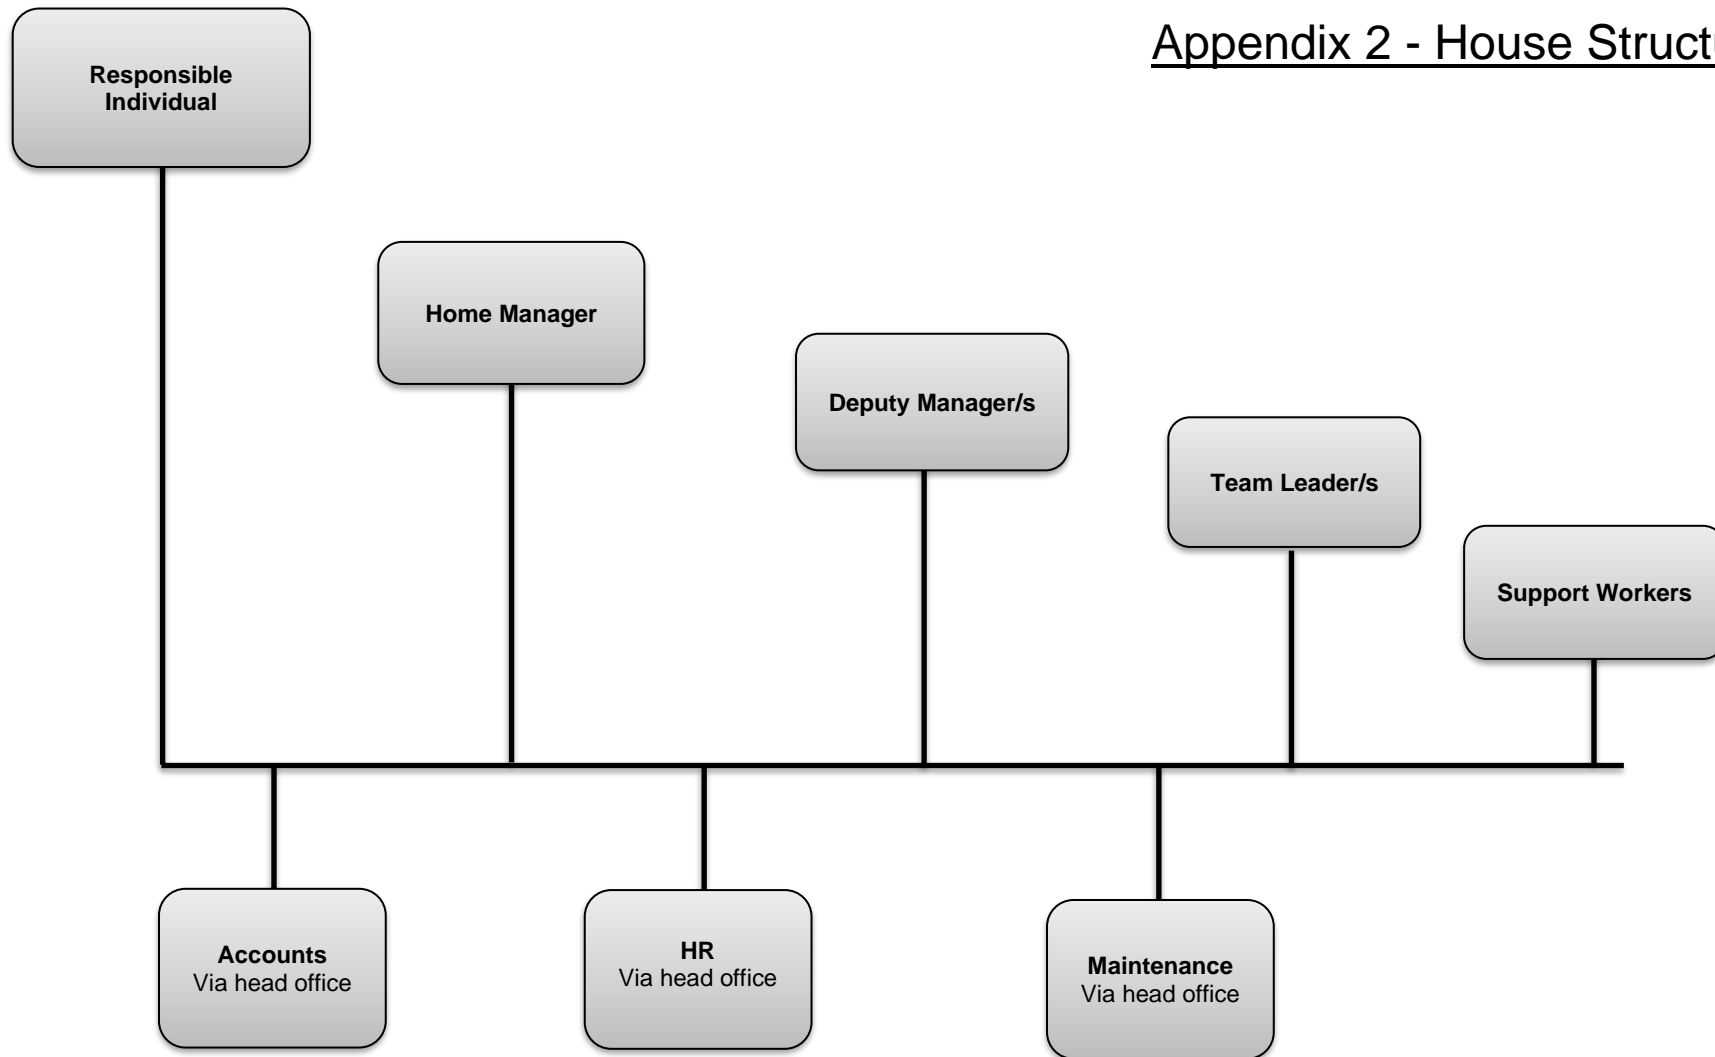 Appendix 2 - House Struct
Responsible
Individual
Home Manager
Deputy Manager/s
Team Leader/s
Support Workers
Accounts
Via head office
HR
Via head office
Maintenance
Via head office